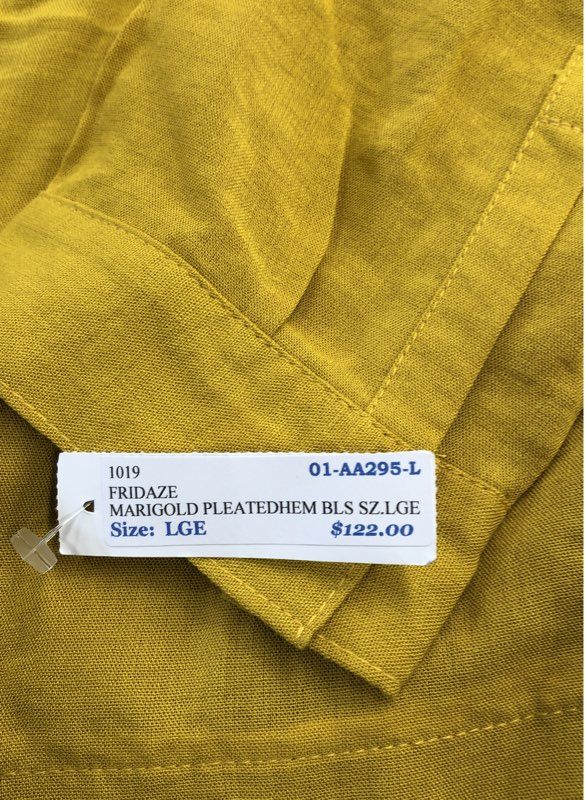 1019 01-AA295-L
FRIDAZE
MARIGOLD PLEATEDHEM BLS SZ.LGE
Size: LGE $122.00